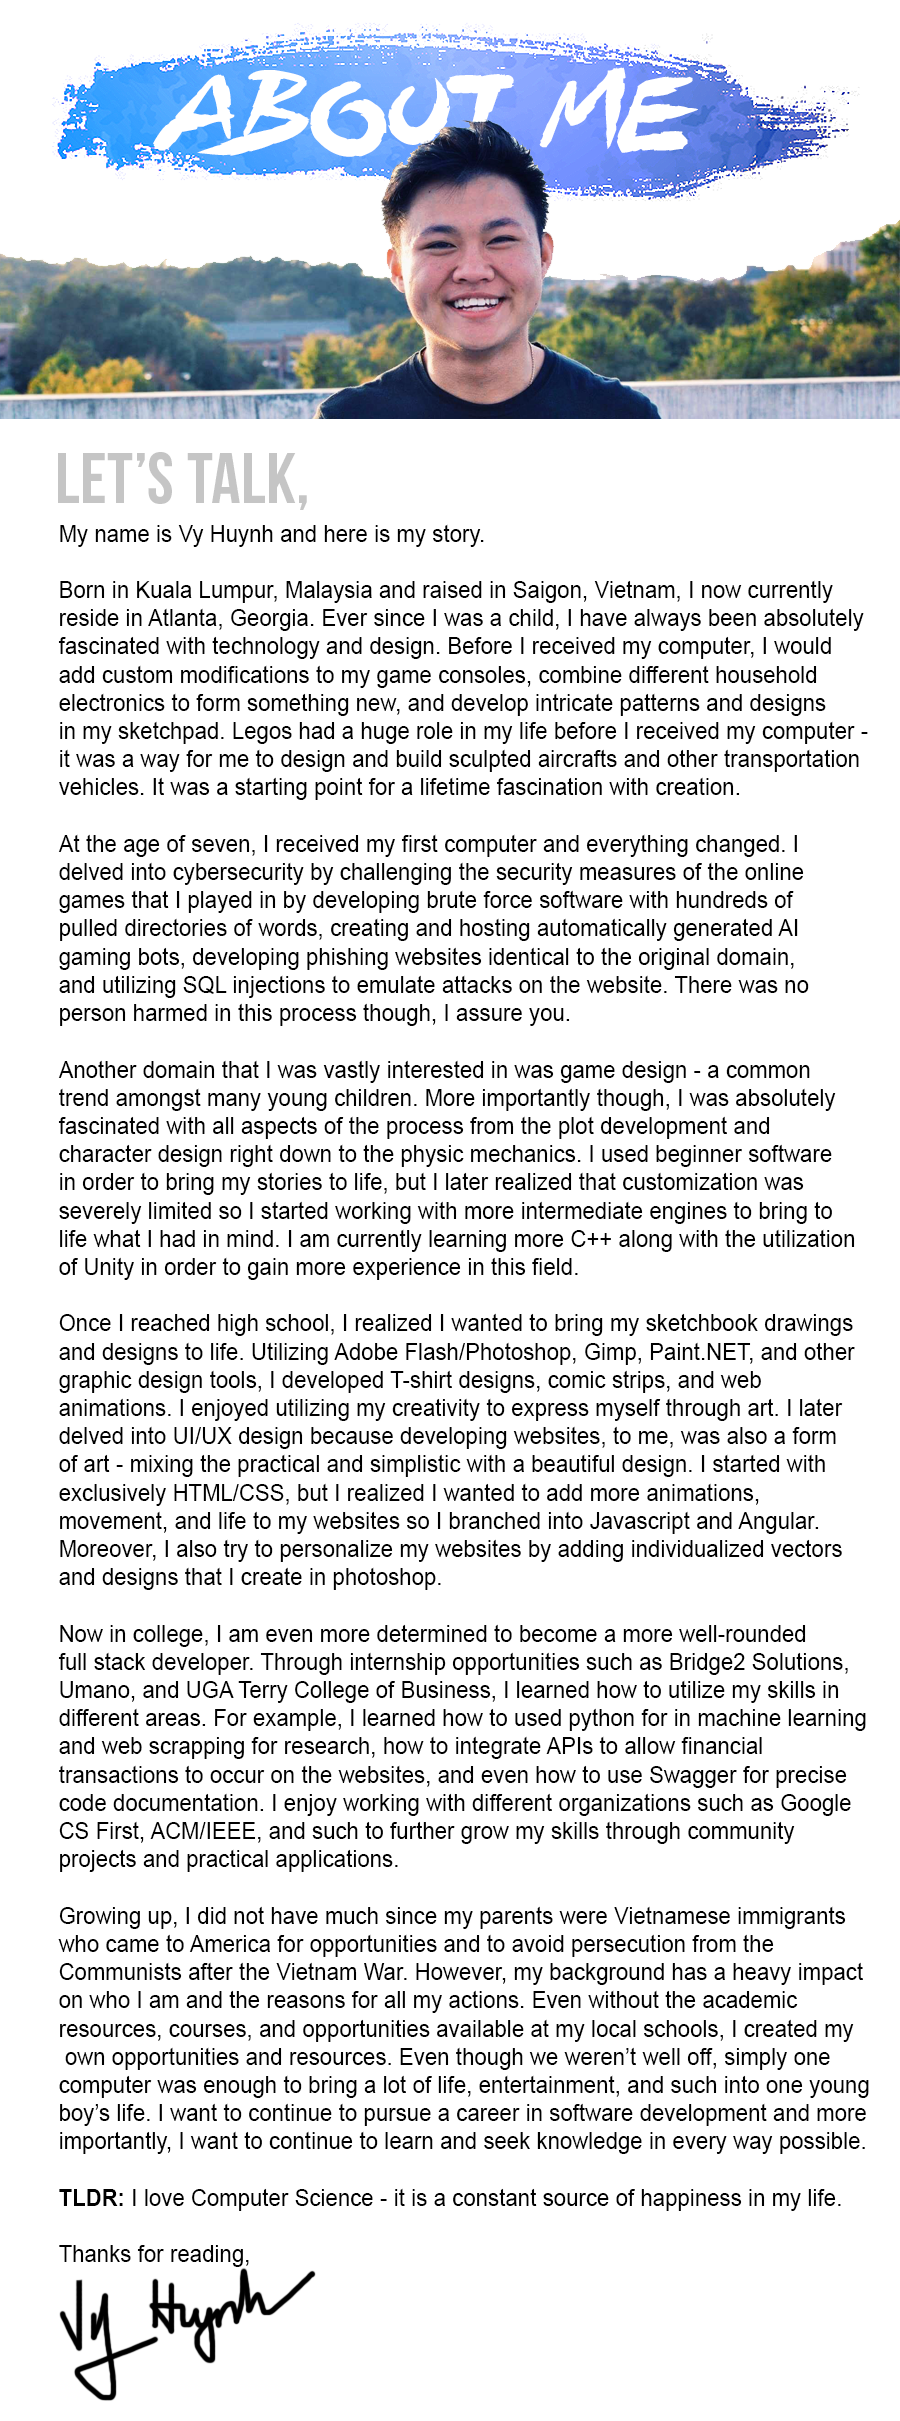 ABOUT ME
LET'S TALK,
My name is Vy Huynh and here is my story.
Born in Kuala Lumpur, Malaysia and raised in Saigon, Vietnam, I now currently
reside in Atlanta, Georgia. Ever since I was a child, I have always been absolutely
fascinated with technology and design. Before I received my computer, I would
add custom modifications to my game consoles, combine different household
electronics to form something new, and develop intricate patterns and designs
in my sketchpad. Legos had a huge role in my life before I received my computer -
it was a way for me to design and build sculpted aircrafts and other transportation
vehicles. It was a starting point for a lifetime fascination with creation.
At the age of seven, I received my first computer and everything changed. I
delved into cybersecurity by challenging the security measures of the online
games that I played in by developing brute force software with hundreds of
pulled directories of words, creating and hosting automatically generated AI
gaming bots, developing phishing websites identical to the original domain,
and utilizing SQL injections to emulate attacks on the website. There was no
person harmed in this process though, I assure you.
Another domain that I was vastly interested in was game design - a common
trend amongst many young children. More importantly though, I was absolutely
fascinated with all aspects of the process from the plot development and
character design right down to the physic mechanics. I used beginner software
in order to bring my stories to life, but I later realized that customization was
severely limited so I started working with more intermediate engines to bring to
life what I had in mind. I am currently learning more C++ along with the utilization
of Unity in order to gain more experience in this field.
Once I reached high school, I realized I wanted to bring my sketchbook drawings
and designs to life. Utilizing Adobe Flash/Photoshop, Gimp, Paint.NET, and other
graphic design tools, I developed T-shirt designs, comic strips, and web
animations. I enjoyed utilizing my creativity to express myself through art. I later
delved into UI/UX design because developing websites, to me, was also a form
of art - mixing the practical and simplistic with a beautiful design. I started with
exclusively HTML/CSS, but I realized I wanted to add more animations,
movement, and life to my websites so I branched into Javascript and Angular.
Moreover, I also try to personalize my websites by adding individualized vectors
and designs that I create in photoshop.
Now in college, I am even more determined to become a more well-rounded
full stack developer. Through internship opportunities such as Bridge2 Solutions,
Umano, and UGA Terry College of Business, I learned how to utilize my skills in
different areas. For example, I learned how to used python for in machine learning
and web scrapping for research, how to integrate APIs to allow financial
transactions to occur on the websites, and even how to use Swagger for precise
code documentation. I enjoy working with different organizations such as Google
CS First, ACM/IEEE, and such to further grow my skills through community
projects and practical applications.
Growing up, I did not have much since my parents were Vietnamese immigrants
who came to America for opportunities and to avoid persecution from the
Communists after the Vietnam War. However, my background has a heavy impact
on who I am and the reasons for all my actions. Even without the academic
resources, courses, and opportunities available at my local schools, I created my
own opportunities and resources. Even though we weren't well off, simply one
computer was enough to bring a lot of life, entertainment, and such into one young
boy's life. I want to continue to pursue a career in software development and more
importantly, I want to continue to learn and seek knowledge in every way possible.
TLDR: I love Computer Science - it is a constant source of happiness in my life.
Thanks for reading,
Vy Huynh